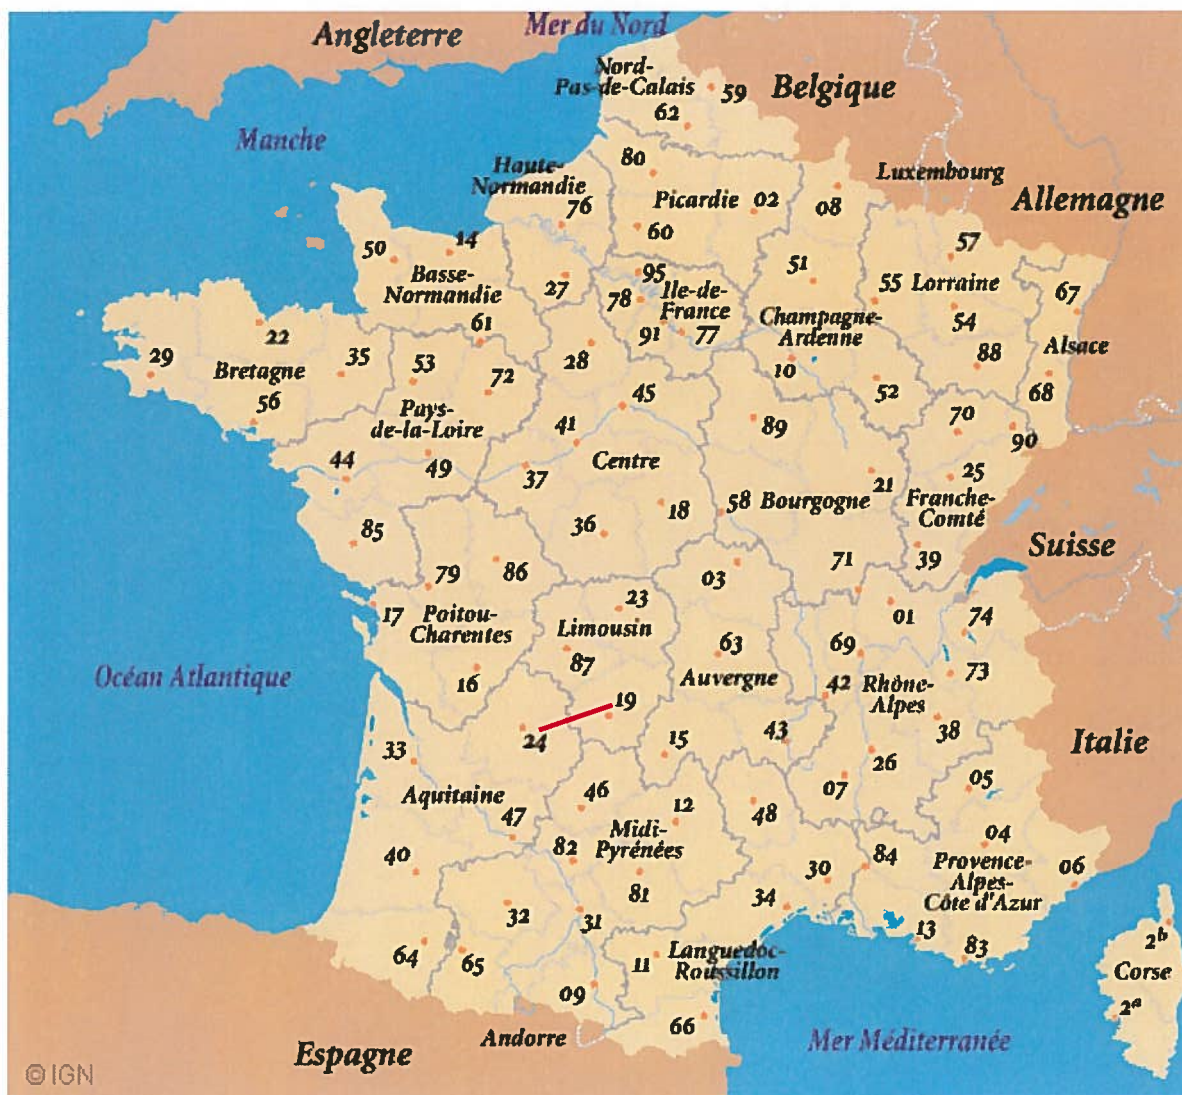 Mer du Nord
Angleterre
Nord-
Pas-de-Calais
59
Belgique
62
Manche
80
Haute-
Normandie
Luxembourg
Picardie
02
Allemagne
76
08
60
14
50
57
Basse-
Normandie
95
51
27
78
Ile-de-
France
55
Lorraine
67
61
91
77
Champagne-
Ardenne
54
22
29
Bretagne
35
53
28
10
88
Alsace
72
52
68
56
45
Pays-
de-la-Loire
41
89
70
90
44
49
Centre
37
25
21
58
Bourgogne
Franche-
Comté
18
36
85
Suisse
79
86
03
71
39
23
01
17
Poitou-
Charentes
Limousin
74
63
69
Océan Atlantique
87
16
Auvergne
42
Rhône-
Alpes
73
19
24
15
43
38
Italie
33
26
05
Aquitaine
46
07
47
12
48
Midi-
Pyrénées
04
82
40
84
Provence-
Alpes-
Côte d'Azur
06
30
81
34
32
31
13
83
2b
64
65
11
Languedoc-
Roussillon
Corse
09
2a
66
Andorre
Mer Méditerranée
Espagne
© IGN